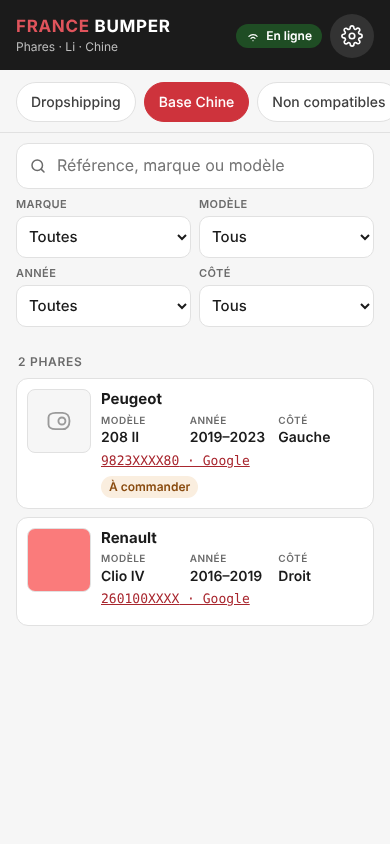 FRANCE BUMPER
Phares · Li · Chine
En ligne
Dropshipping
Base Chine
Non compatibles
Référence, marque ou modèle
MARQUE
MODÈLE
Toutes
Tous
ANNÉE
CÔTÉ
Toutes
Tous
2 PHARES
Peugeot
MODÈLE ANNÉE CÔTÉ
208 II 2019–2023 Gauche
9823XXXX80 · Google
À commander
Renault
MODÈLE ANNÉE CÔTÉ
Clio IV 2016–2019 Droit
260100XXXX · Google